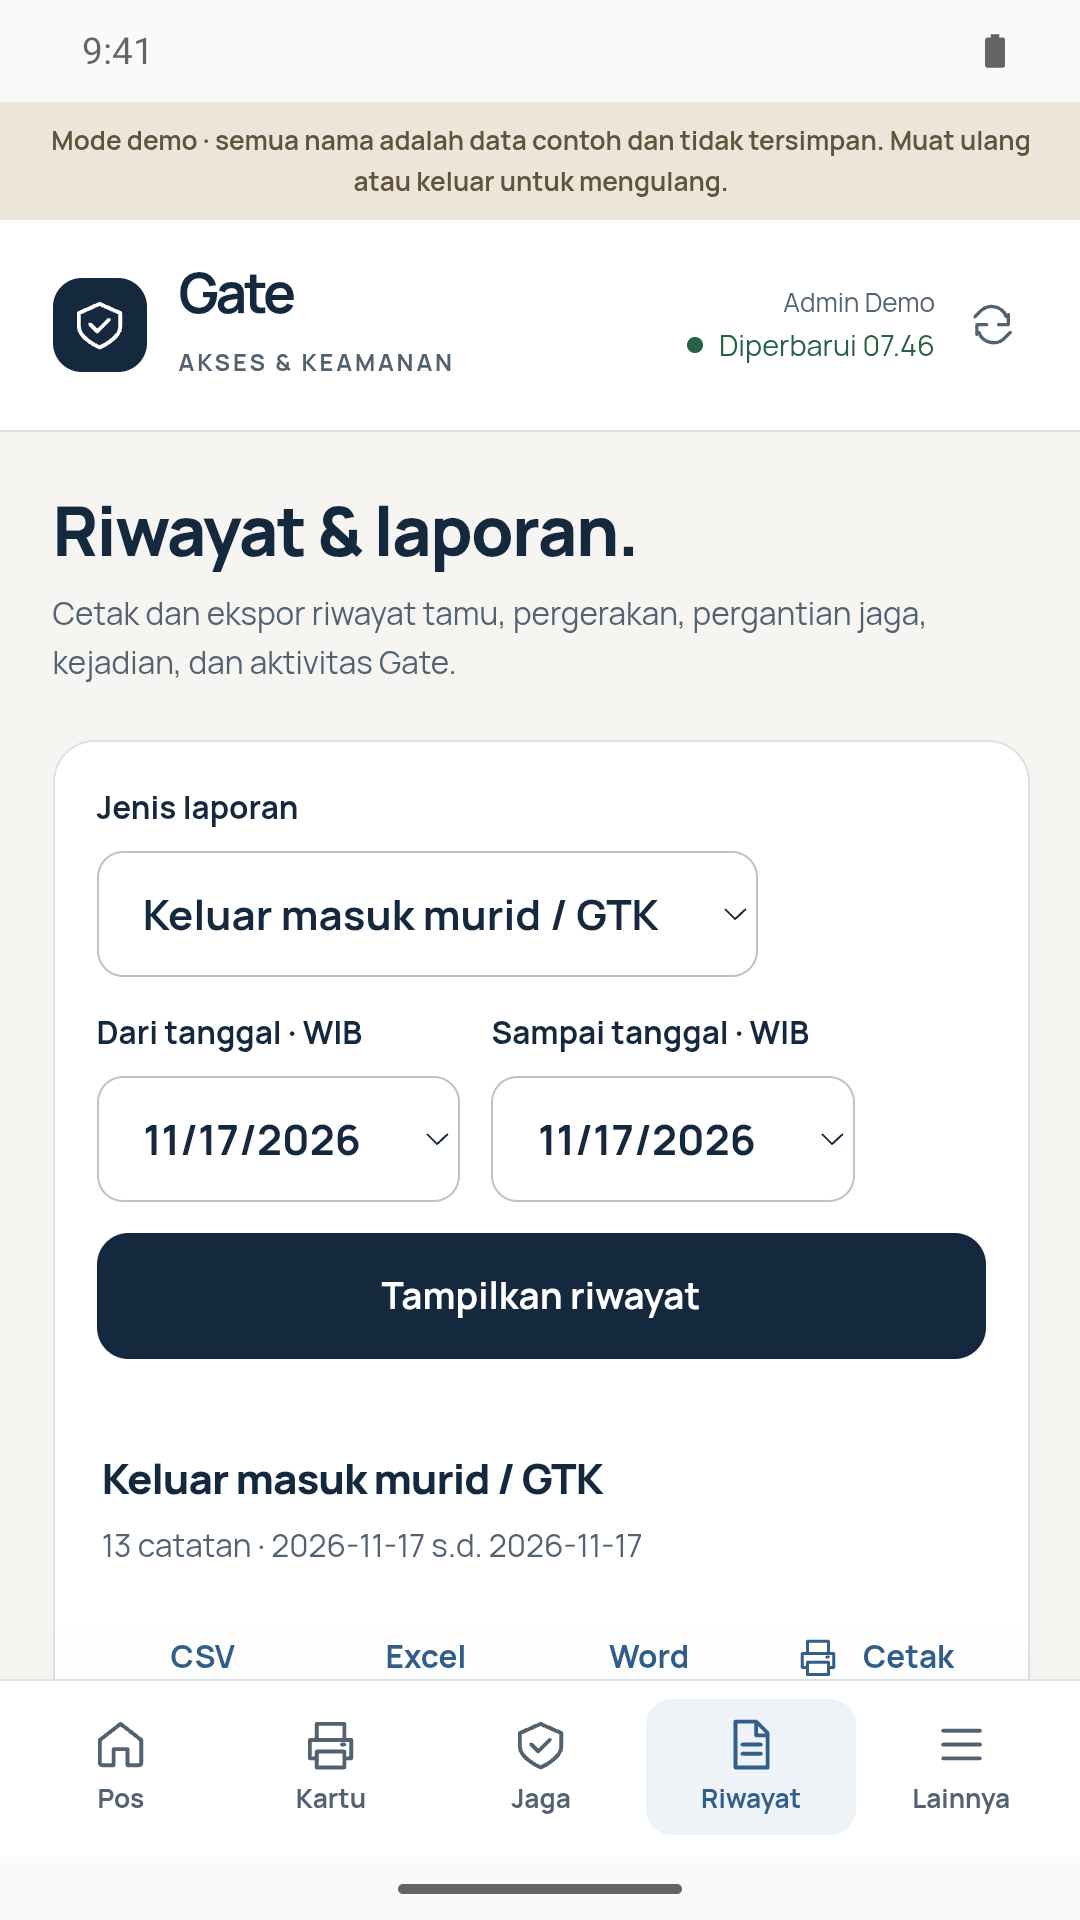 9:41
Mode demo · semua nama adalah data contoh dan tidak tersimpan. Muat ulang
atau keluar untuk mengulang.
Gate
AKSES & KEAMANAN
Admin Demo
Diperbarui 07.46
Riwayat & laporan.
Cetak dan ekspor riwayat tamu, pergerakan, pergantian jaga,
kejadian, dan aktivitas Gate.
Jenis laporan
Keluar masuk murid / GTK
Dari tanggal · WIB
Sampai tanggal · WIB
11/17/2026
11/17/2026
Tampilkan riwayat
Keluar masuk murid / GTK
13 catatan · 2026-11-17 s.d. 2026-11-17
CSV
Excel
Word
Cetak
Pos
Kartu
Jaga
Riwayat
Lainnya